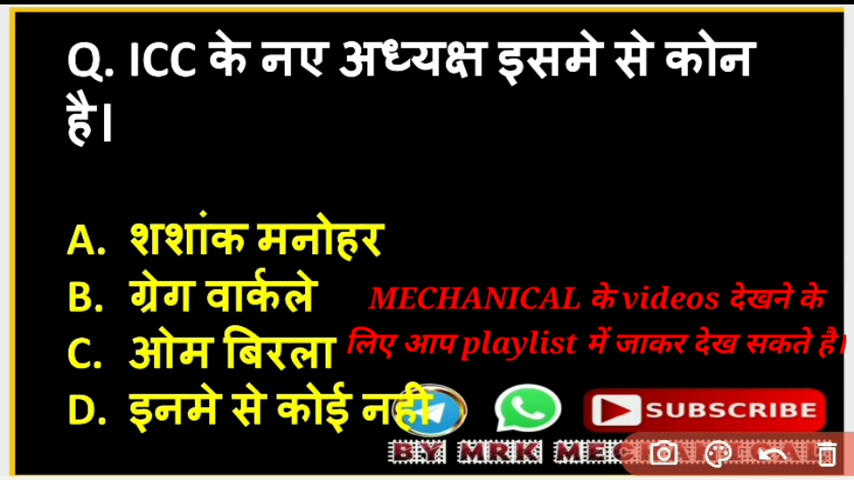 Q. ICC के नए अध्यक्ष इसमे से कोन
है।
A. शशांक मनोहर
B. ग्रेग वार्कले
C. ओम बिरला
D. इनमे से कोई नही
MECHANICAL के videos देखने के
लिए आप playlist में जाकर देख सकते है।
SUBSCRIBE
BY MRK MECHANICAL